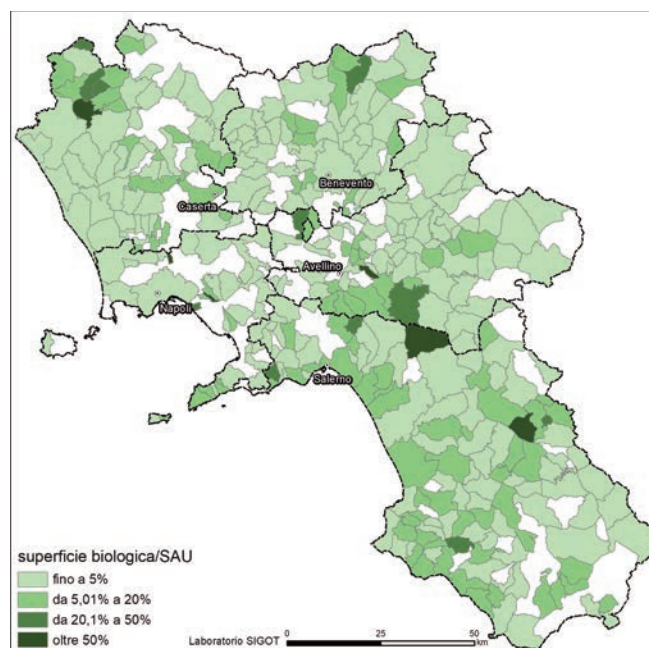 Benevento
Caserta
Avellino
Napoli
Salerno
superficie biologica/SAU
fino a 5%
da 5,01% a 20%
da 20,1% a 50%
oltre 50%
Laboratorio SIGOT
0 25 50
km